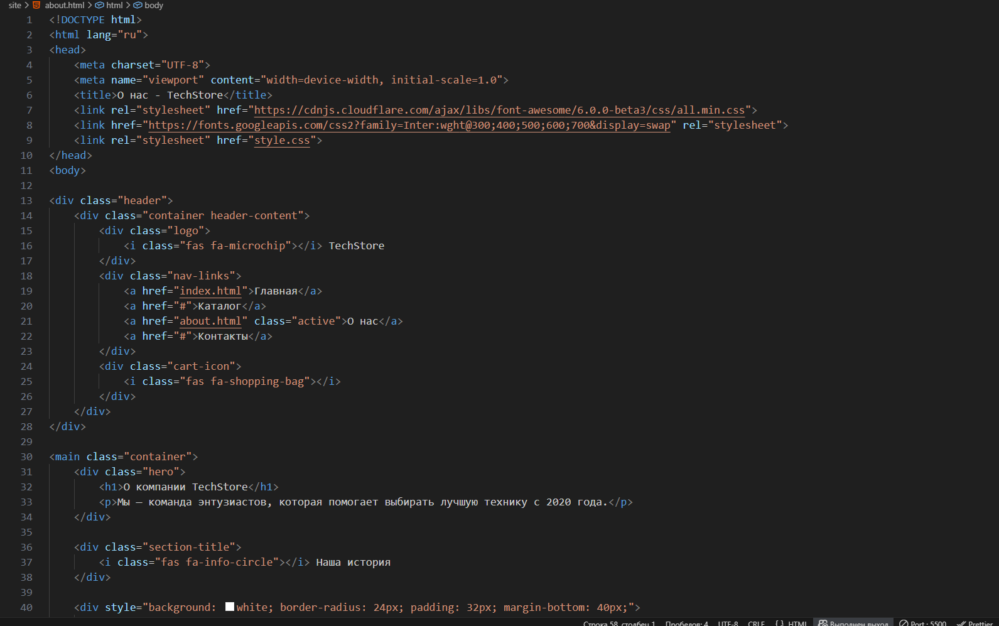 site > about.html > html > body
1 <!DOCTYPE html>
2 <html lang="ru">
3 <head>
4     <meta charset="UTF-8">
5     <meta name="viewport" content="width=device-width, initial-scale=1.0">
6     <title>О нас - TechStore</title>
7     <link rel="stylesheet" href="https://cdnjs.cloudflare.com/ajax/libs/font-awesome/6.0.0-beta3/css/all.min.css">
8     <link href="https://fonts.googleapis.com/css2?family=Inter:wght@300;400;500;600;700&display=swap" rel="stylesheet">
9     <link rel="stylesheet" href="style.css">
10 </head>
11 <body>
12
13 <div class="header">
14     <div class="container header-content">
15         <div class="logo">
16             <i class="fas fa-microchip"></i> TechStore
17         </div>
18         <div class="nav-links">
19             <a href="index.html">Главная</a>
20             <a href="#">Каталог</a>
21             <a href="about.html" class="active">О нас</a>
22             <a href="#">Контакты</a>
23         </div>
24         <div class="cart-icon">
25             <i class="fas fa-shopping-bag"></i>
26         </div>
27     </div>
28 </div>
29
30 <main class="container">
31     <div class="hero">
32         <h1>О компании TechStore</h1>
33         <p>Мы — команда энтузиастов, которая помогает выбирать лучшую технику с 2020 года.</p>
34     </div>
35
36     <div class="section-title">
37         <i class="fas fa-info-circle"></i> Наша история
38     </div>
39
40     <div style="background: white; border-radius: 24px; padding: 32px; margin-bottom: 40px;">
Строка 58, столбец 1 Пробелов: 4 UTF-8 CRLF {} HTML Выполнен выход Port : 5500 Prettier